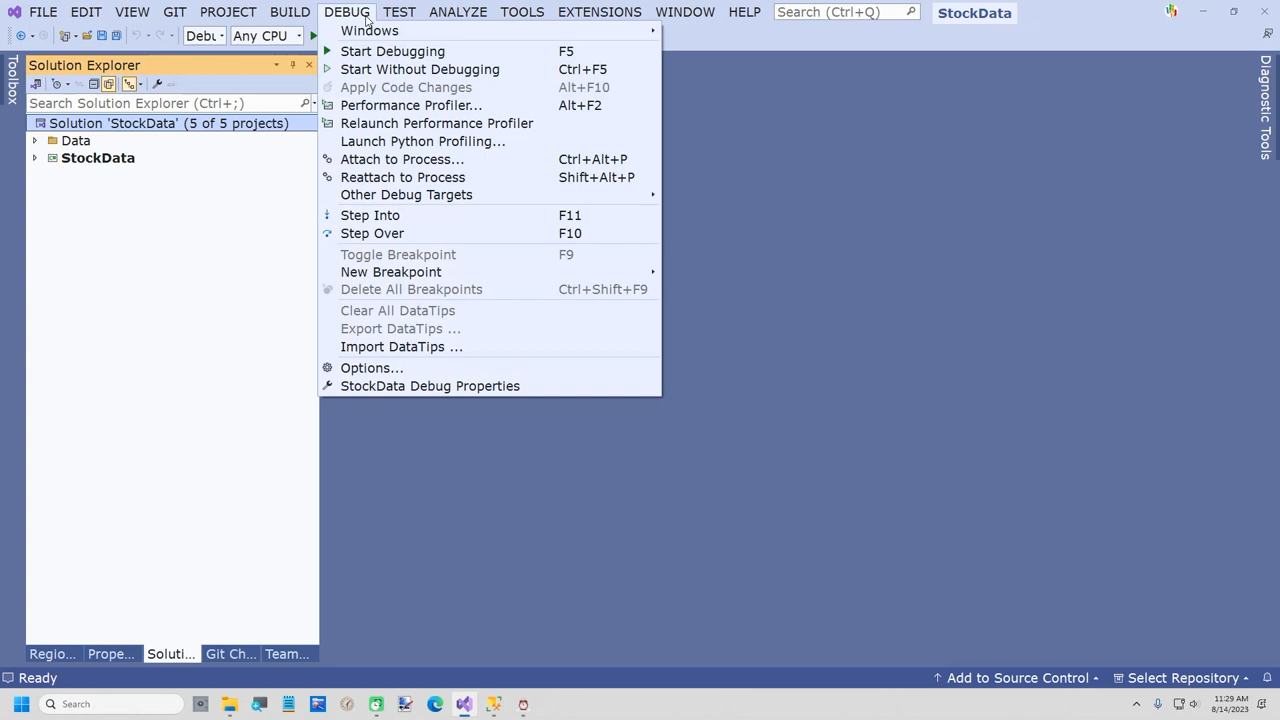 FILE EDIT VIEW GIT PROJECT BUILD DEBUG TEST ANALYZE TOOLS EXTENSIONS WINDOW HELP Search (Ctrl+Q) StockData
Debu Any CPU
Toolbox
Solution Explorer
Search Solution Explorer (Ctrl+;)
Solution 'StockData' (5 of 5 projects)
Data
StockData
Windows
Start Debugging F5
Start Without Debugging Ctrl+F5
Apply Code Changes Alt+F10
Performance Profiler... Alt+F2
Relaunch Performance Profiler
Launch Python Profiling...
Attach to Process... Ctrl+Alt+P
Reattach to Process Shift+Alt+P
Other Debug Targets
Step Into F11
Step Over F10
Toggle Breakpoint F9
New Breakpoint
Delete All Breakpoints Ctrl+Shift+F9
Clear All DataTips
Export DataTips ...
Import DataTips ...
Options...
StockData Debug Properties
Diagnostic Tools
Regio... Prope... Soluti... Git Ch... Team...
Ready Add to Source Control Select Repository
Search
11:29 AM
8/14/2023